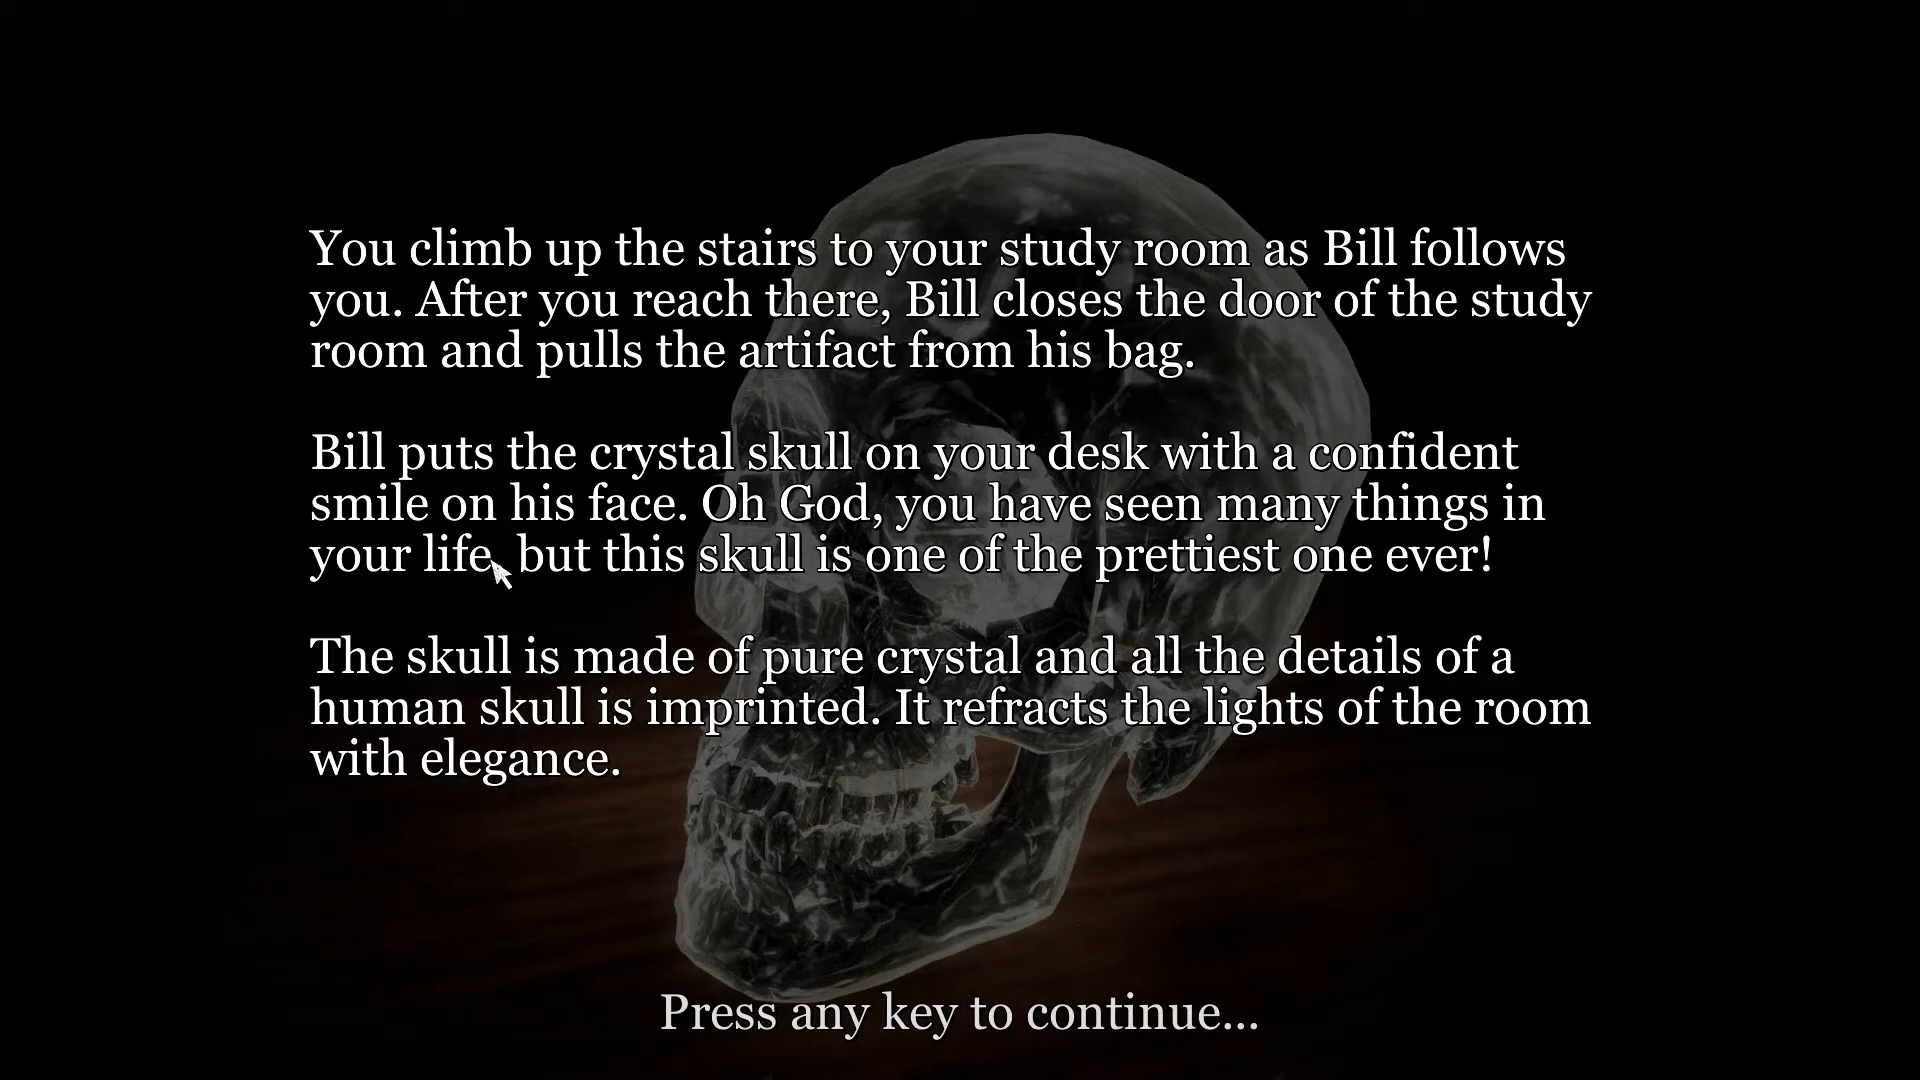 You climb up the stairs to your study room as Bill follows
you. After you reach there, Bill closes the door of the study
room and pulls the artifact from his bag.
Bill puts the crystal skull on your desk with a confident
smile on his face. Oh God, you have seen many things in
your life, but this skull is one of the prettiest one ever!
The skull is made of pure crystal and all the details of a
human skull is imprinted. It refracts the lights of the room
with elegance.
Press any key to continue...